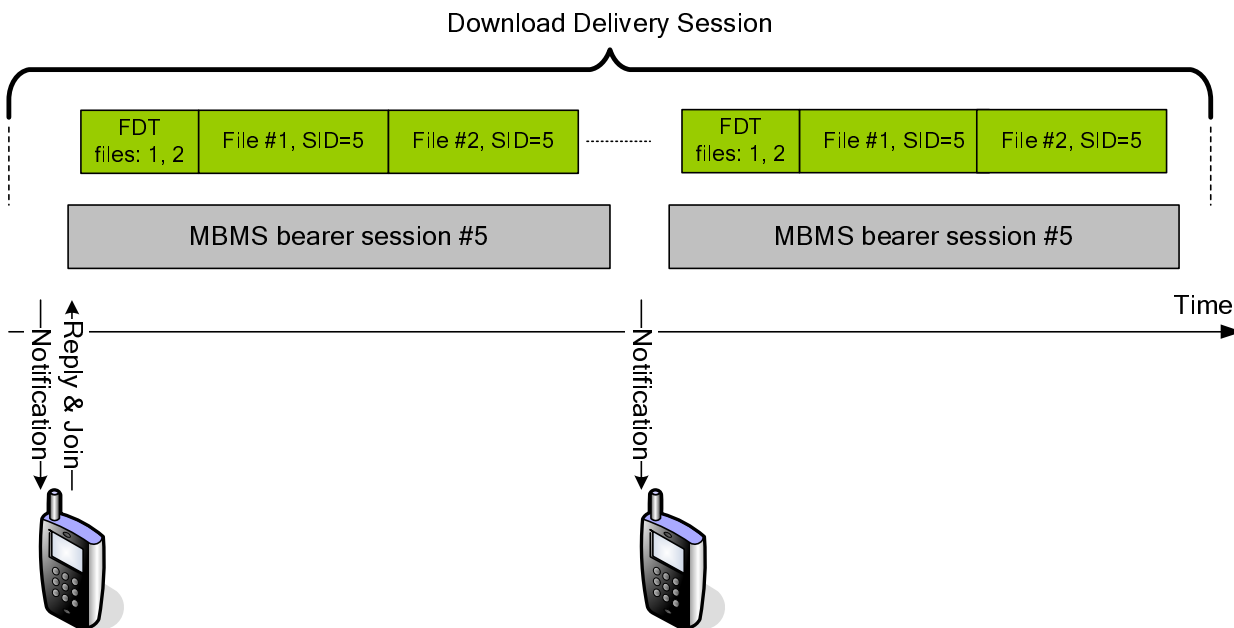 Download Delivery Session
FDT
files: 1, 2
File #1, SID=5
File #2, SID=5
FDT
files: 1, 2
File #1, SID=5
File #2, SID=5
MBMS bearer session #5
MBMS bearer session #5
Time
Notification
Reply & Join
Notification